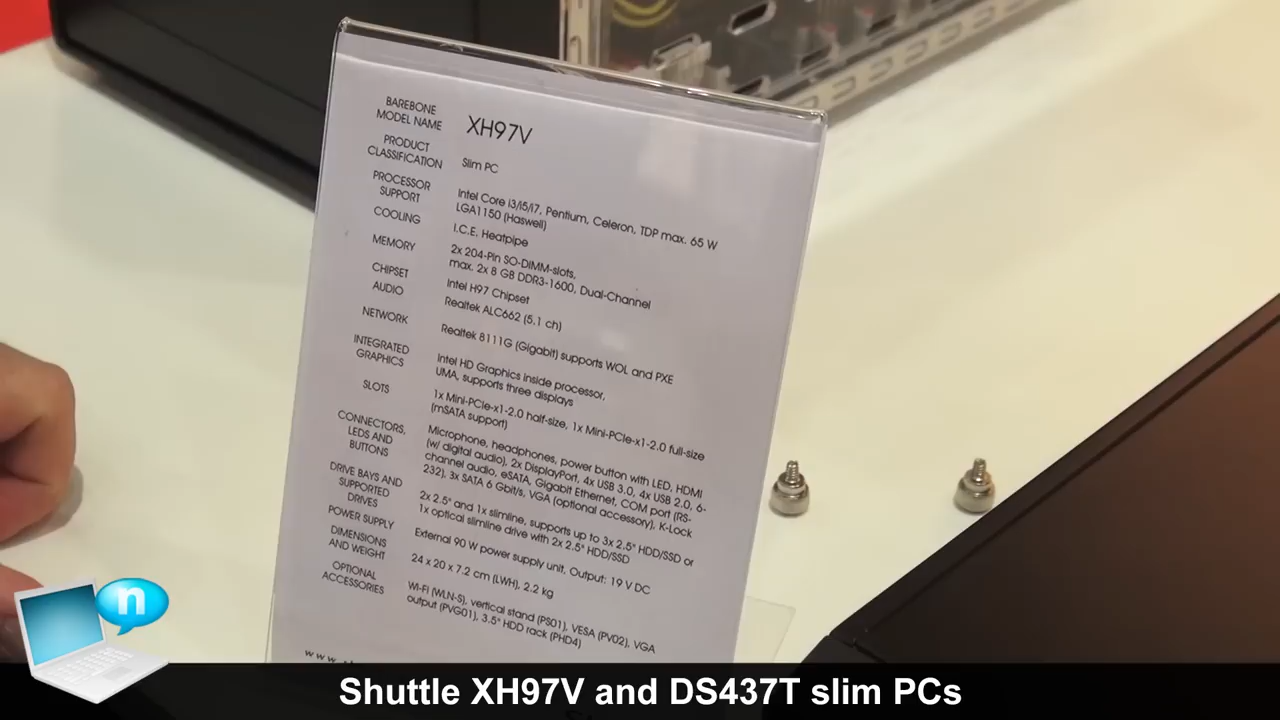 BAREBONE
MODEL NAME
XH97V
PRODUCT
CLASSIFICATION
Slim PC
PROCESSOR
SUPPORT
Intel Core i3/i5/i7, Pentium, Celeron, TDP max. 65 W
LGA1150 (Haswell)
COOLING
I.C.E. Heatpipe
MEMORY
2x 204-Pin SO-DIMM-slots,
max. 2x 8 GB DDR3-1600, Dual-Channel
CHIPSET
Intel H97 Chipset
AUDIO
Realtek ALC662 (5.1 ch)
NETWORK
Realtek 8111G (Gigabit) supports WOL and PXE
INTEGRATED
GRAPHICS
Intel HD Graphics inside processor,
UMA, supports three displays
SLOTS
1x Mini-PCIe-x1-2.0 half-size, 1x Mini-PCIe-x1-2.0 full-size
(mSATA support)
CONNECTORS,
LEDS AND
BUTTONS
Microphone, headphones, power button with LED, HDMI
(w/ digital audio), 2x DisplayPort, 4x USB 3.0, 4x USB 2.0, 6-
channel audio, eSATA, Gigabit Ethernet, COM port (RS-
232), 3x SATA 6 Gbit/s, VGA (optional accessory), K-Lock
DRIVE BAYS AND
SUPPORTED
DRIVES
2x 2.5" and 1x slimline, supports up to 3x 2.5" HDD/SSD or
1x optical slimline drive with 2x 2.5" HDD/SSD
POWER SUPPLY
External 90 W power supply unit, Output: 19 V DC
DIMENSIONS
AND WEIGHT
24 x 20 x 7.2 cm (LWH), 2.2 kg
OPTIONAL
ACCESSORIES
Wi-Fi (WLN-S), vertical stand (PS01), VESA (PV02), VGA
output (PVG01), 3.5" HDD rack (PHD4)
n
Shuttle XH97V and DS437T slim PCs